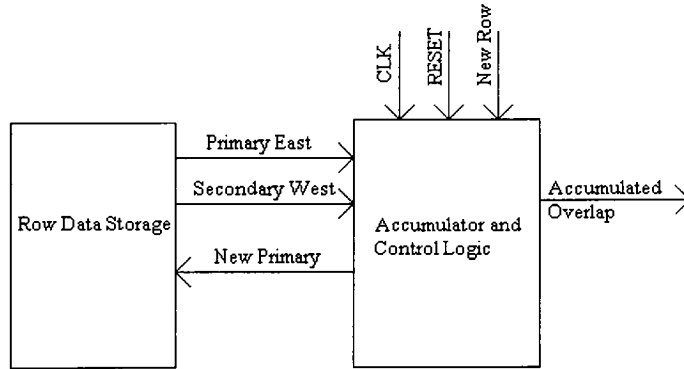 CLK
RESET
New Row
Primary East
Secondary West
New Primary
Row Data Storage
Accumulator and
Control Logic
Accumulated
Overlap